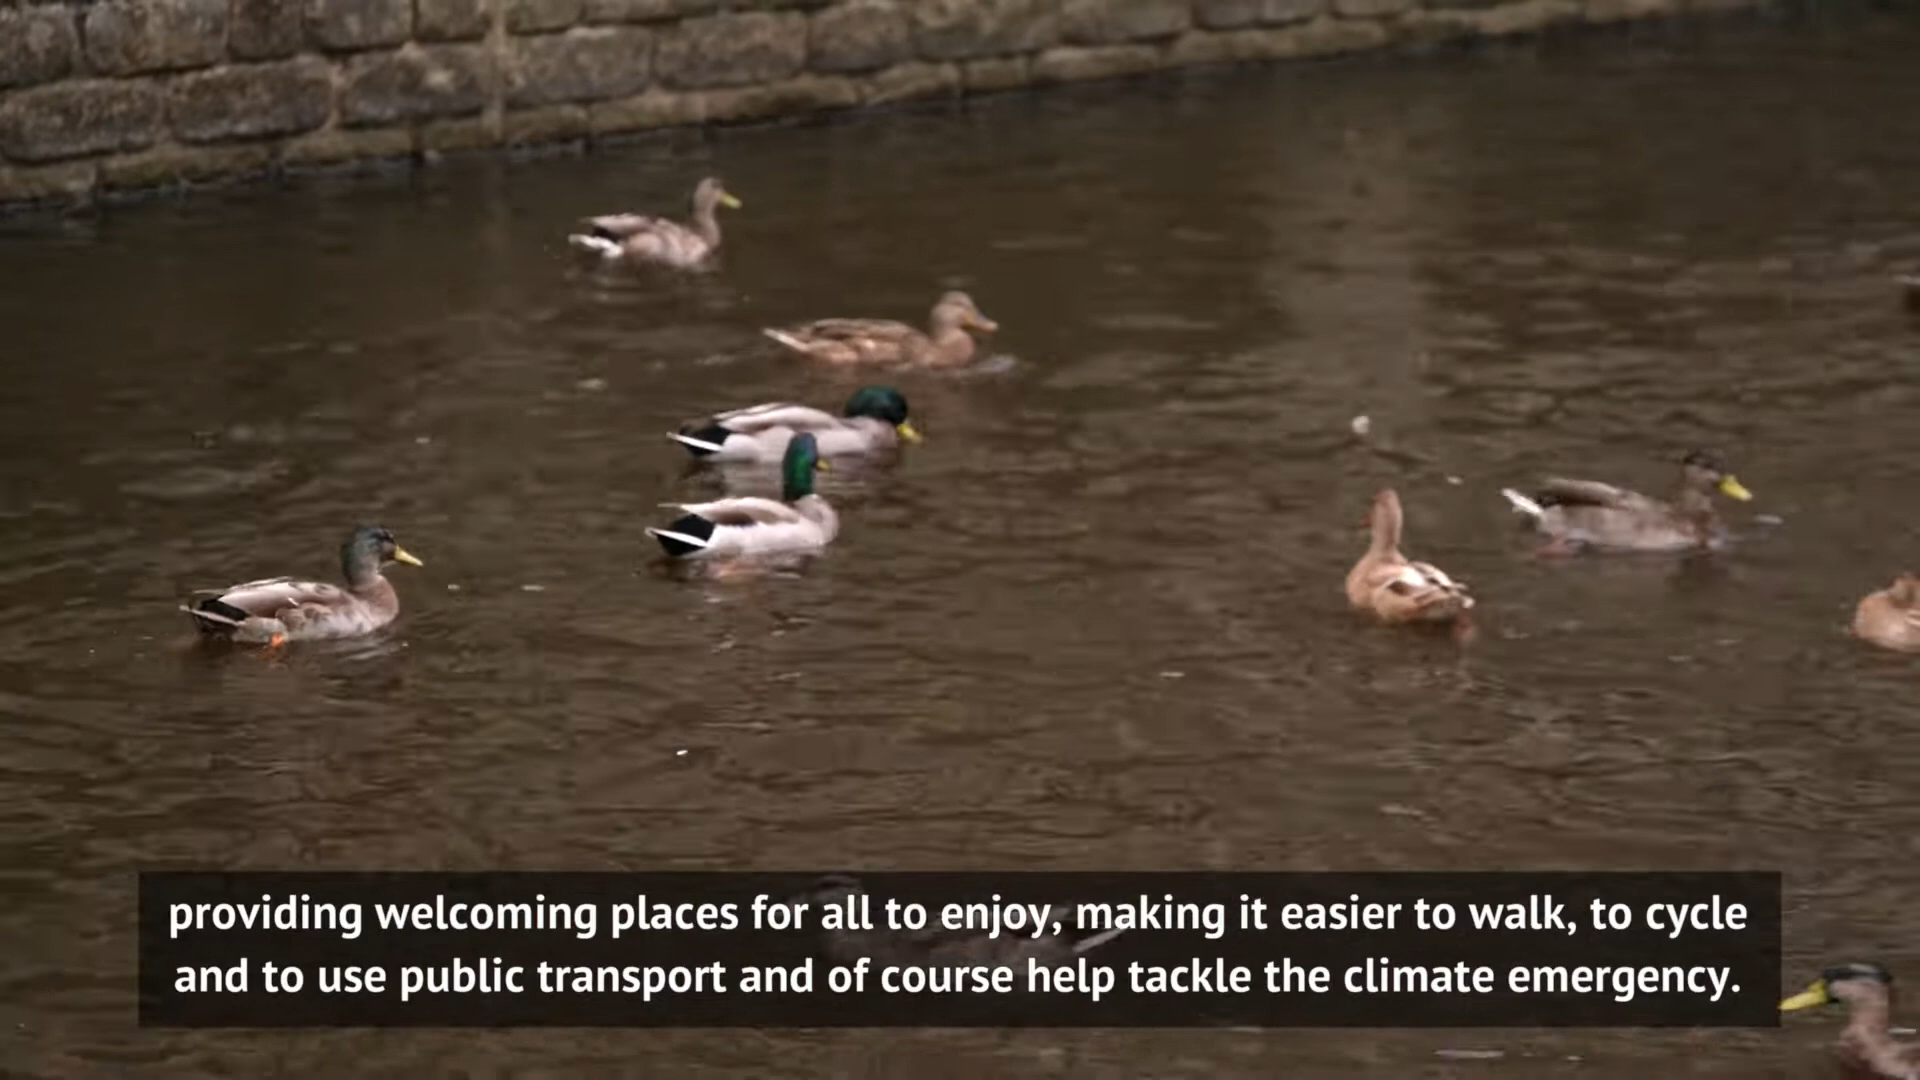 providing welcoming places for all to enjoy, making it easier to walk, to cycle
and to use public transport and of course help tackle the climate emergency.